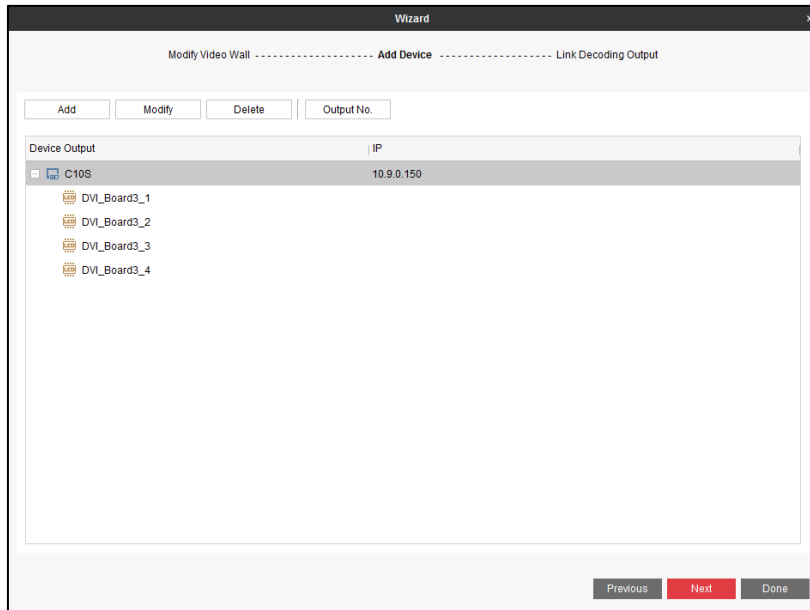 Wizard
Modify Video Wall Add Device Link Decoding Output
Add Modify Delete Output No.
Device Output IP
C10S 10.9.0.150
DVI_Board3_1
DVI_Board3_2
DVI_Board3_3
DVI_Board3_4
Previous Next Done